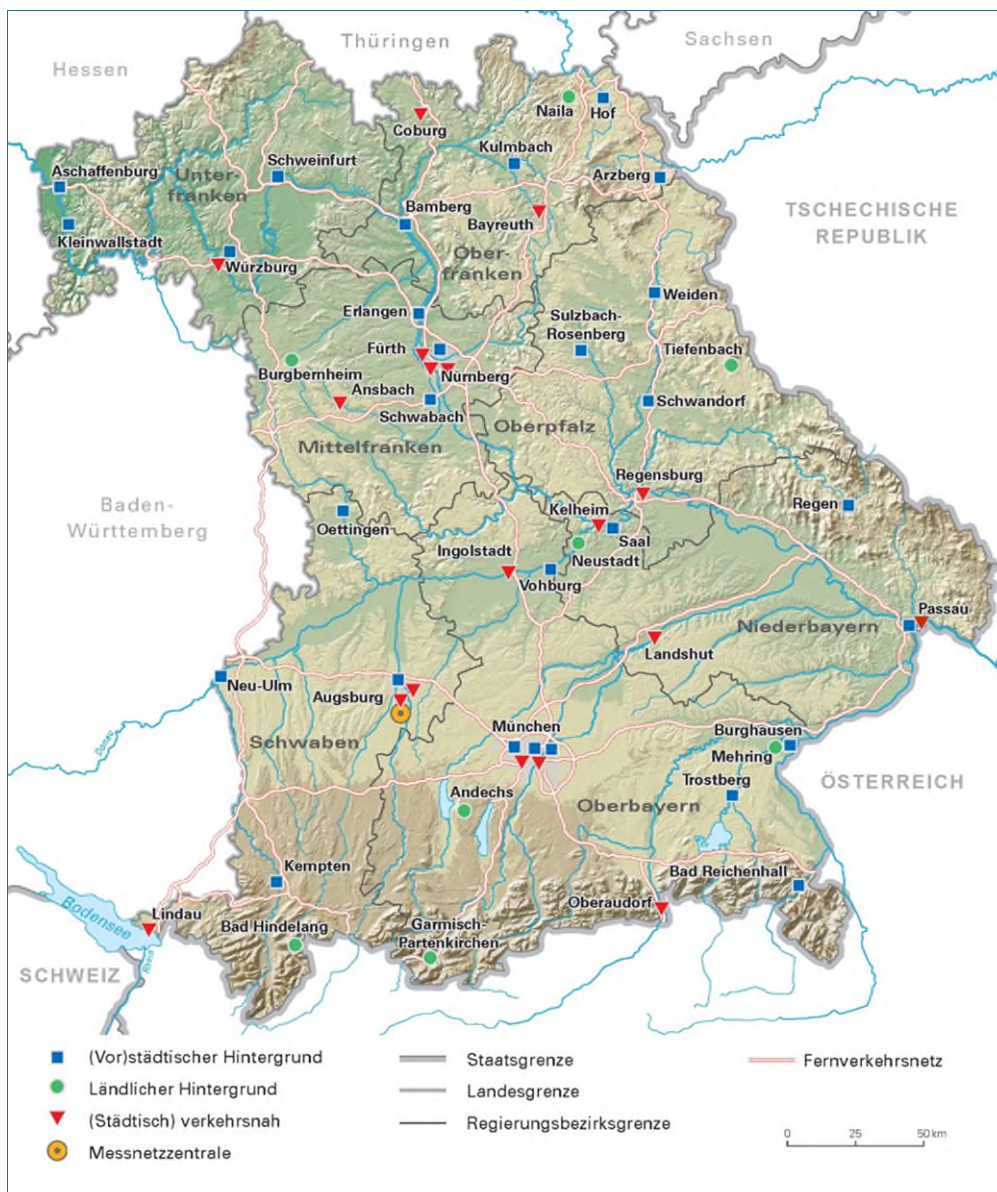 Thüringen
Sachsen
Hessen
Naila
Hof
Coburg
Kulmbach
Schweinfurt
Aschaffenburg
Arzberg
Unter-
franken
Bamberg
Bayreuth
TSCHECHISCHE
REPUBLIK
Kleinwallstadt
Ober-
franken
Würzburg
Weiden
Erlangen
Sulzbach-
Rosenberg
Fürth
Tiefenbach
Burgbernheim
Nürnberg
Ansbach
Schwandorf
Schwabach
Oberpfalz
Mittelfranken
Regensburg
Baden-
Württemberg
Regen
Kelheim
Oettingen
Saal
Ingolstadt
Neustadt
Vohburg
Passau
Niederbayern
Landshut
Neu-Ulm
Augsburg
München
Burghausen
Donau
Schwaben
Mehring
Trostberg
ÖSTERREICH
Andechs
Oberbayern
Kempten
Bad Reichenhall
Bodensee
Lindau
Oberaudorf
Bad Hindelang
Garmisch-
Partenkirchen
Rhein
SCHWEIZ
(Vor)städtischer Hintergrund
Staatsgrenze
Fernverkehrsnetz
Ländlicher Hintergrund
Landesgrenze
(Städtisch) verkehrsnah
Regierungsbezirksgrenze
Messnetzzentrale
0 25 50 km